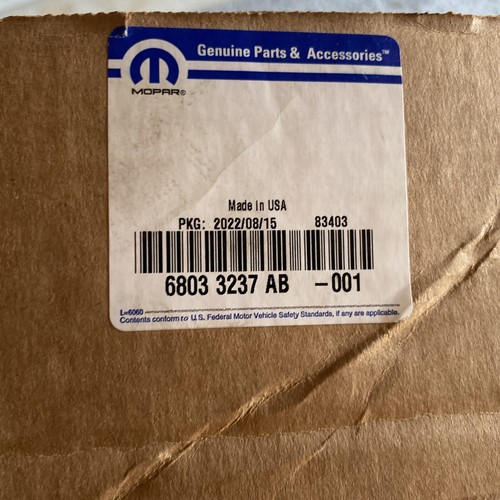 Genuine Parts & Accessories™
MOPAR®
Made In USA
PKG: 2022/08/15 83403
6803 3237 AB -001
L-6060
Contents conform to U.S. Federal Motor Vehicle Safety Standards, if any are applicable.